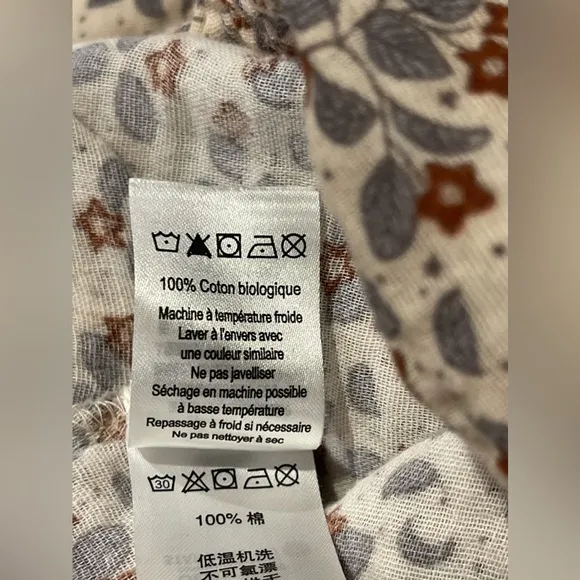 100% Coton biologique
Machine à température froide
Laver à l'envers avec
une couleur similaire
Ne pas javelliser
Séchage en machine possible
à basse température
Repassage à froid si nécessaire
Ne pas nettoyer à sec
30
100% 棉
低温机洗
不可氯漂